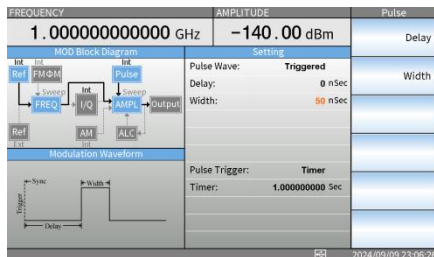 FREQUENCY AMPLITUDE Pulse
1.000000000000 GHz −140.00 dBm
Delay
MOD Block Diagram
Setting
Int Int Int
Ref FMΦM Pulse
Sweep Int Sweep
FREQ I/Q AMPL Output
Ref AM ALC
Ext Int
Pulse Wave: Triggered
Delay: 0 nSec
Width: 50 nSec
Width
Modulation Waveform
Sync Width
Trigger
Delay
Pulse Trigger: Timer
Timer: 1.000000000 Sec
2024/09/09 23:06:20